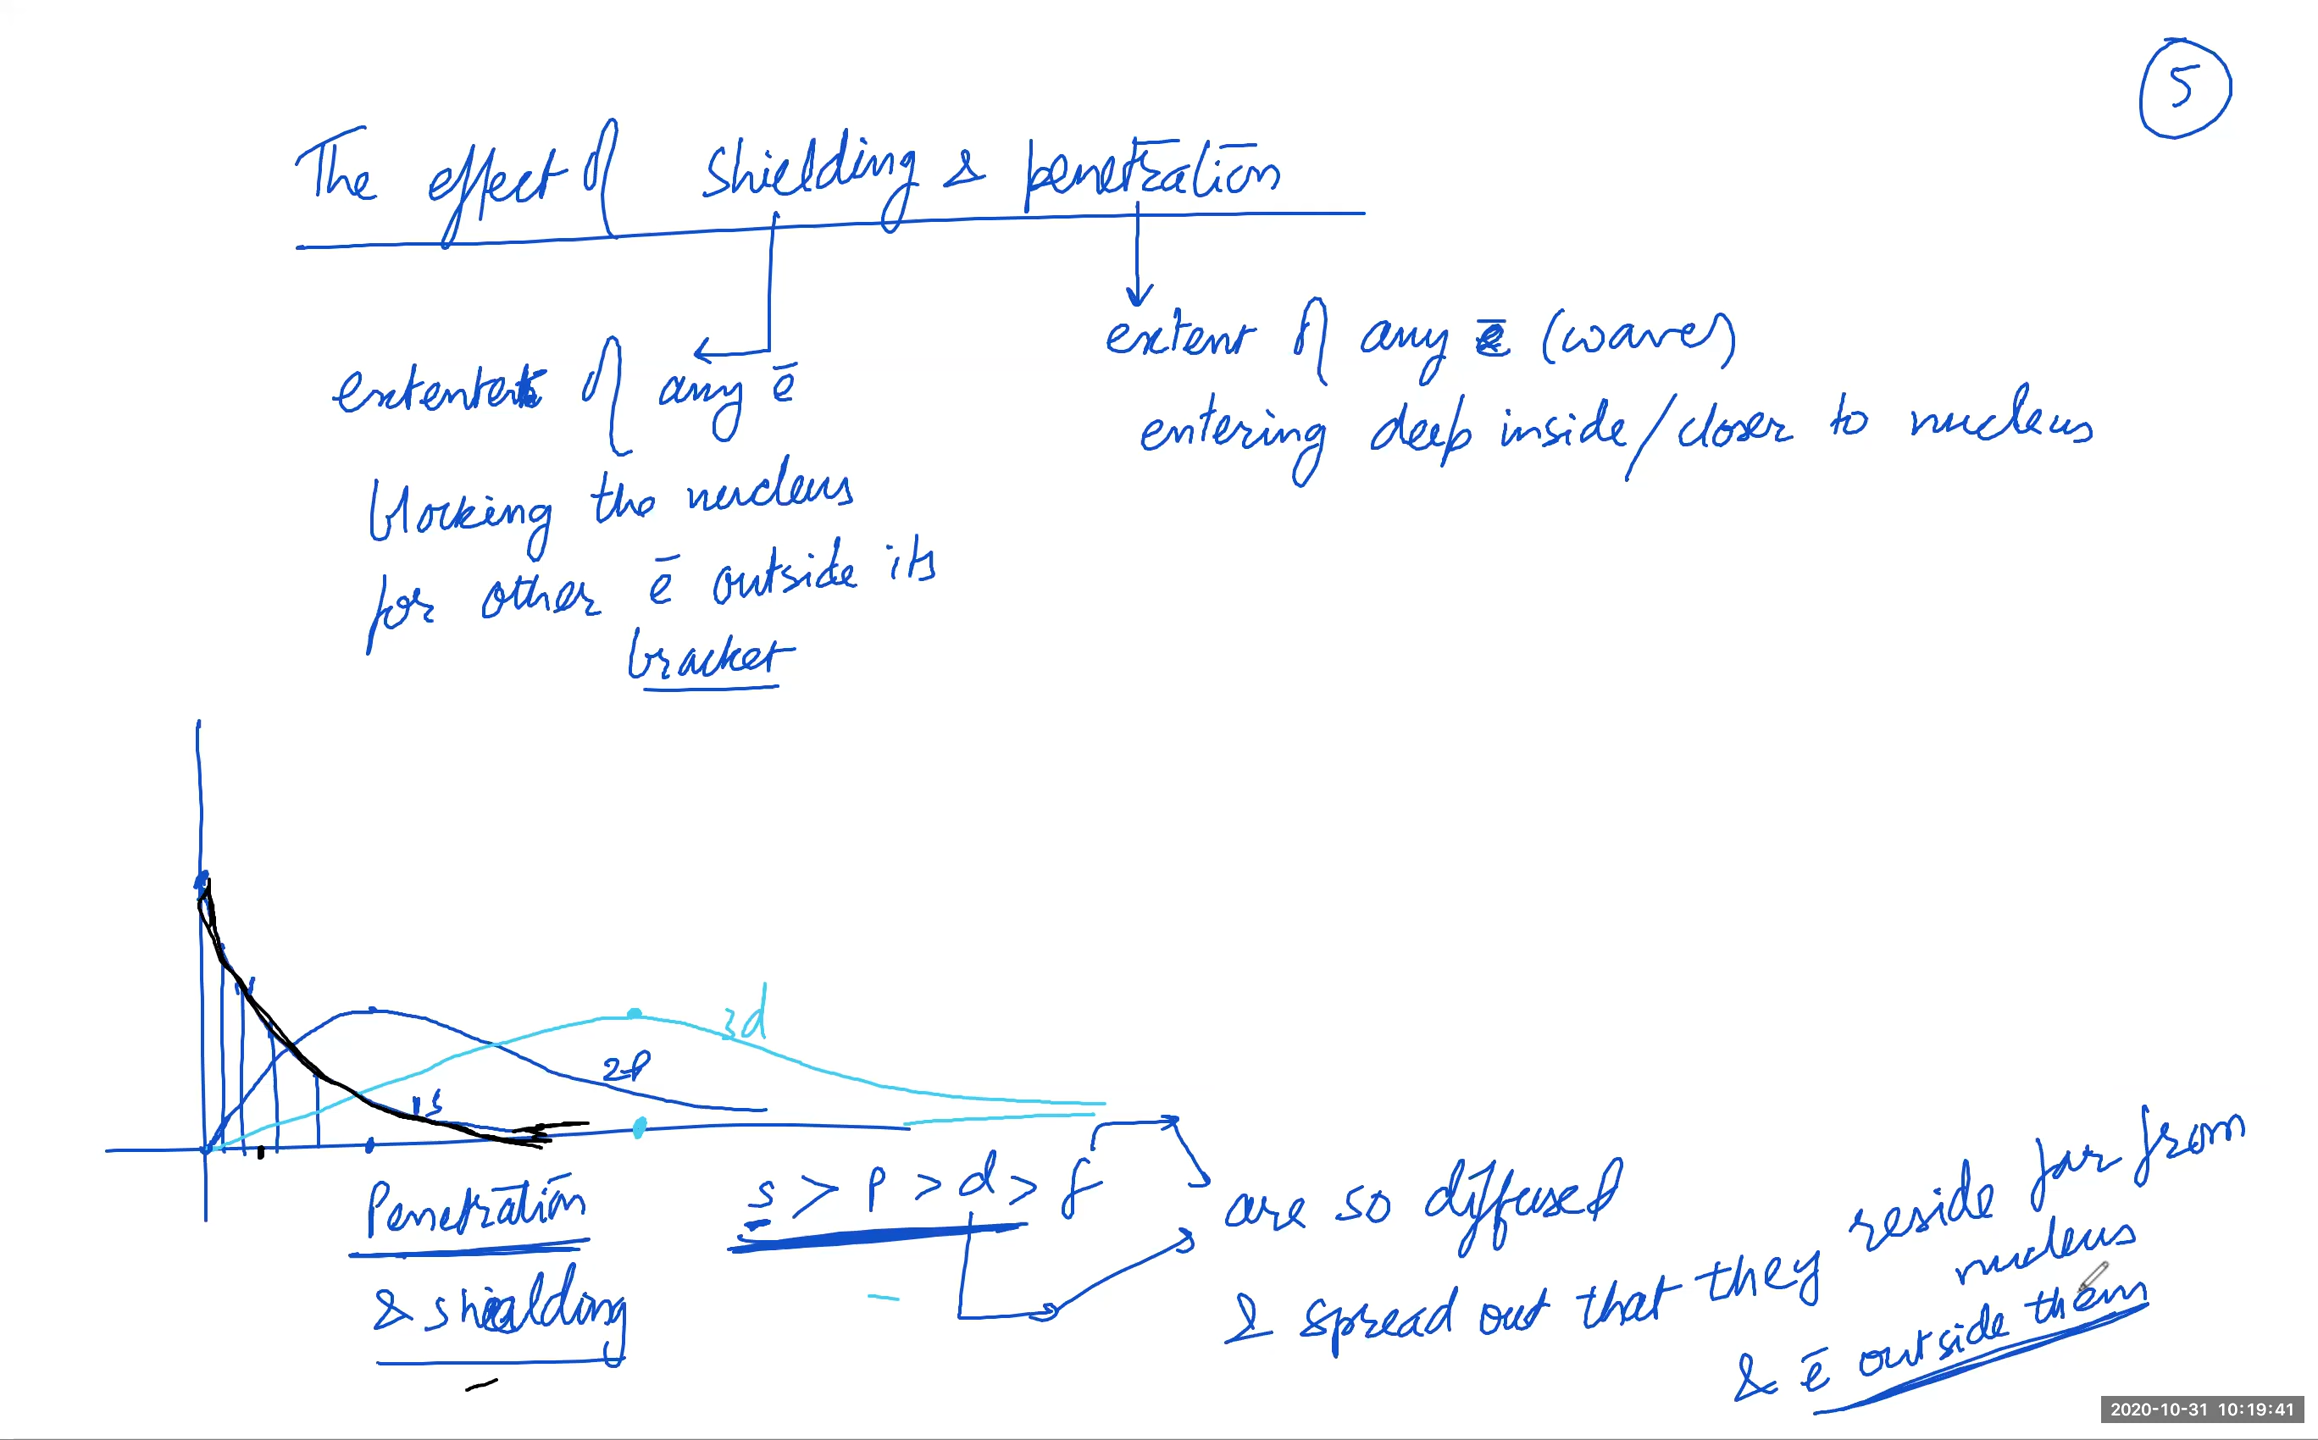 5
The effect of shielding & penetration
extent of any ē
blocking the nucleus
for other ē outside its
bracket
extent of any ē (waves)
entering deep inside/closer to nucleus
3d
2p
1s
Penetration
& shielding
s > p > d > f
are so diffused
& spread out that they reside far from
nucleus
& ē outside them
2020-10-31 10:19:41